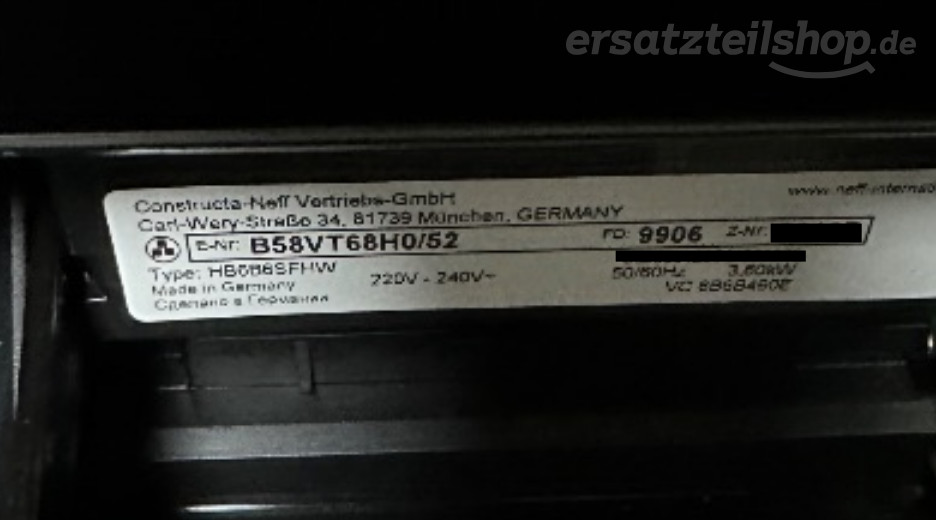 ersatzteilshop.de
Constructa-Neff Vertriebs-GmbH
Carl-Wery-Straße 34, 81739 München, GERMANY
E-Nr: B58VT68H0/52 FD: 9906 Z-Nr:
Type: 220V - 240V~ 50/60Hz 3,60kW
Made in Germany
Сделано в Германии